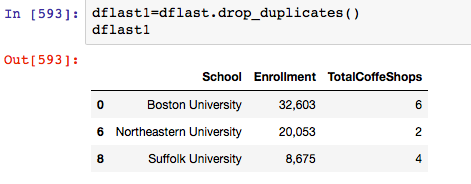 In [593]: dflast1=dflast.drop_duplicates()
dflast1
Out[593]:
School Enrollment TotalCoffeShops
0 Boston University 32,603 6
6 Northeastern University 20,053 2
8 Suffolk University 8,675 4